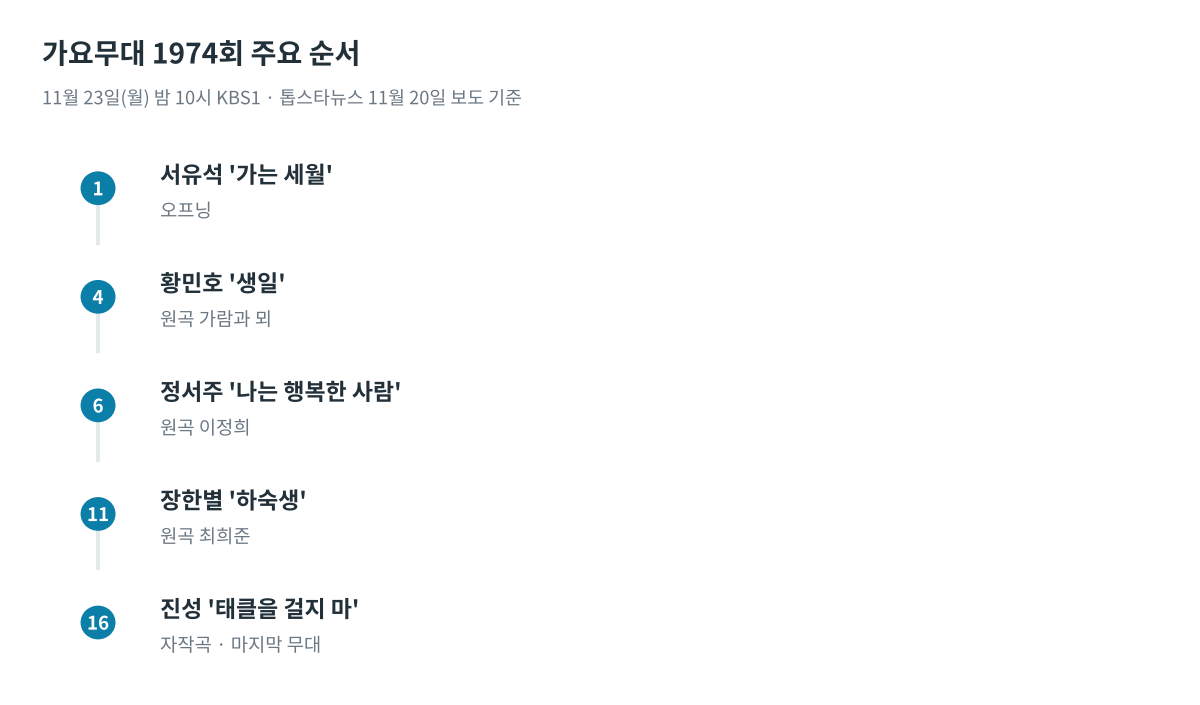 가요무대 1974회 주요 순서
11월 23일(월) 밤 10시 KBS1 · 톱스타뉴스 11월 20일 보도 기준
1
서유석 '가는 세월'
오프닝
4
황민호 '생일'
원곡 가람과 뫼
6
정서주 '나는 행복한 사람'
원곡 이정희
11
장한별 '하숙생'
원곡 최희준
16
진성 '태클을 걸지 마'
자작곡 · 마지막 무대